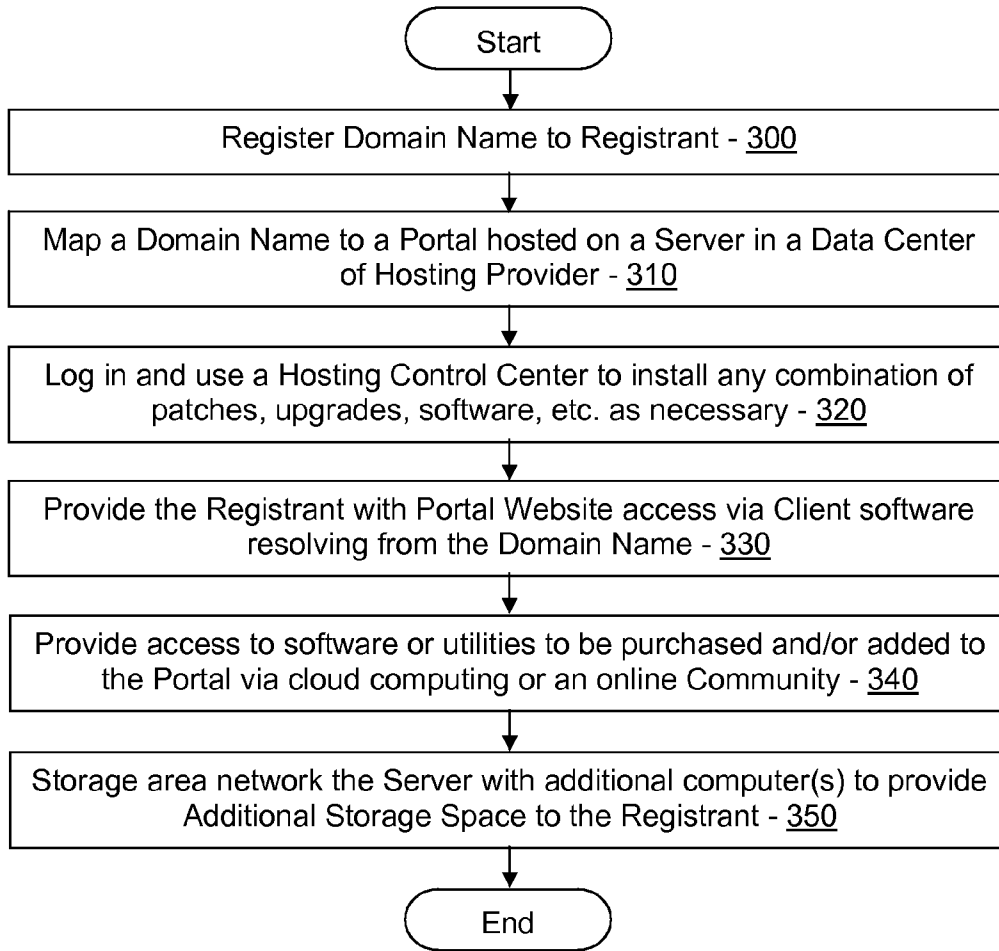 Start
Register Domain Name to Registrant - 300
Map a Domain Name to a Portal hosted on a Server in a Data Center
of Hosting Provider - 310
Log in and use a Hosting Control Center to install any combination of
patches, upgrades, software, etc. as necessary - 320
Provide the Registrant with Portal Website access via Client software
resolving from the Domain Name - 330
Provide access to software or utilities to be purchased and/or added to
the Portal via cloud computing or an online Community - 340
Storage area network the Server with additional computer(s) to provide
Additional Storage Space to the Registrant - 350
End